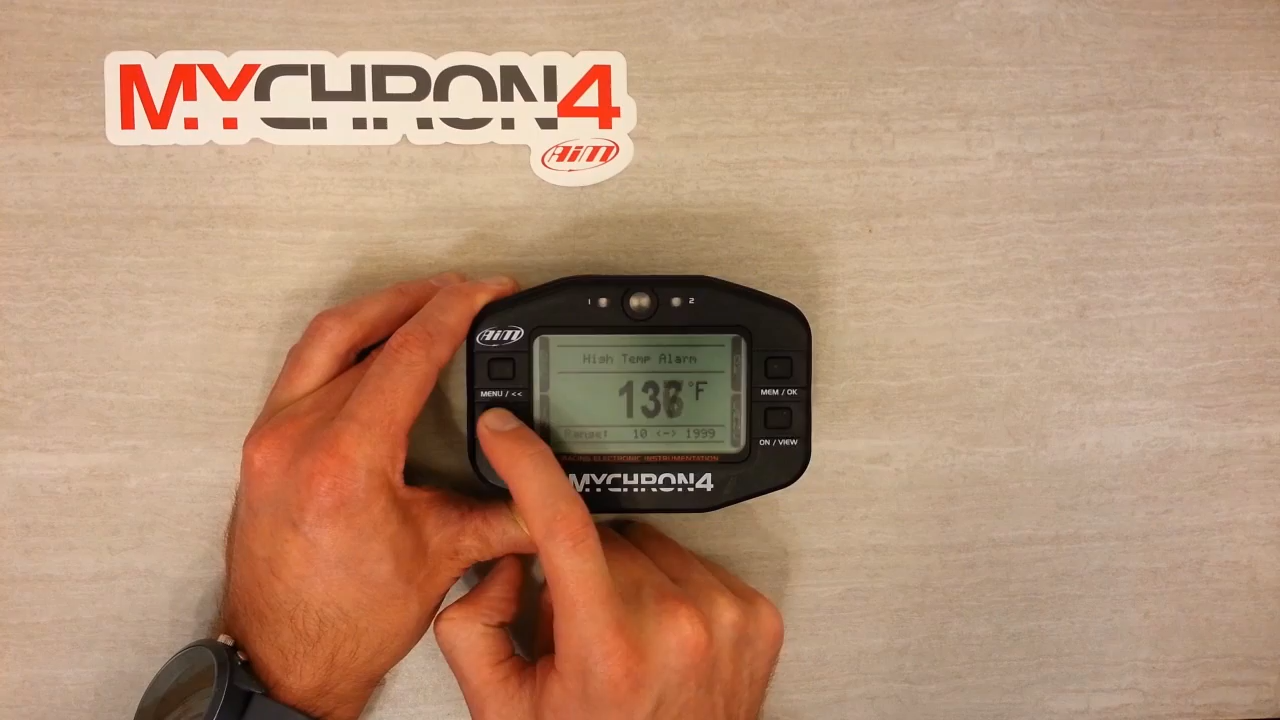 MYCHRON4
AiM
1 2
AiM
High Temp Alarm
°F
MENU / <<
MEM / OK
Range: 10 <-> 1999
ON / VIEW
RACING ELECTRONIC INSTRUMENTATION
MYCHRON4